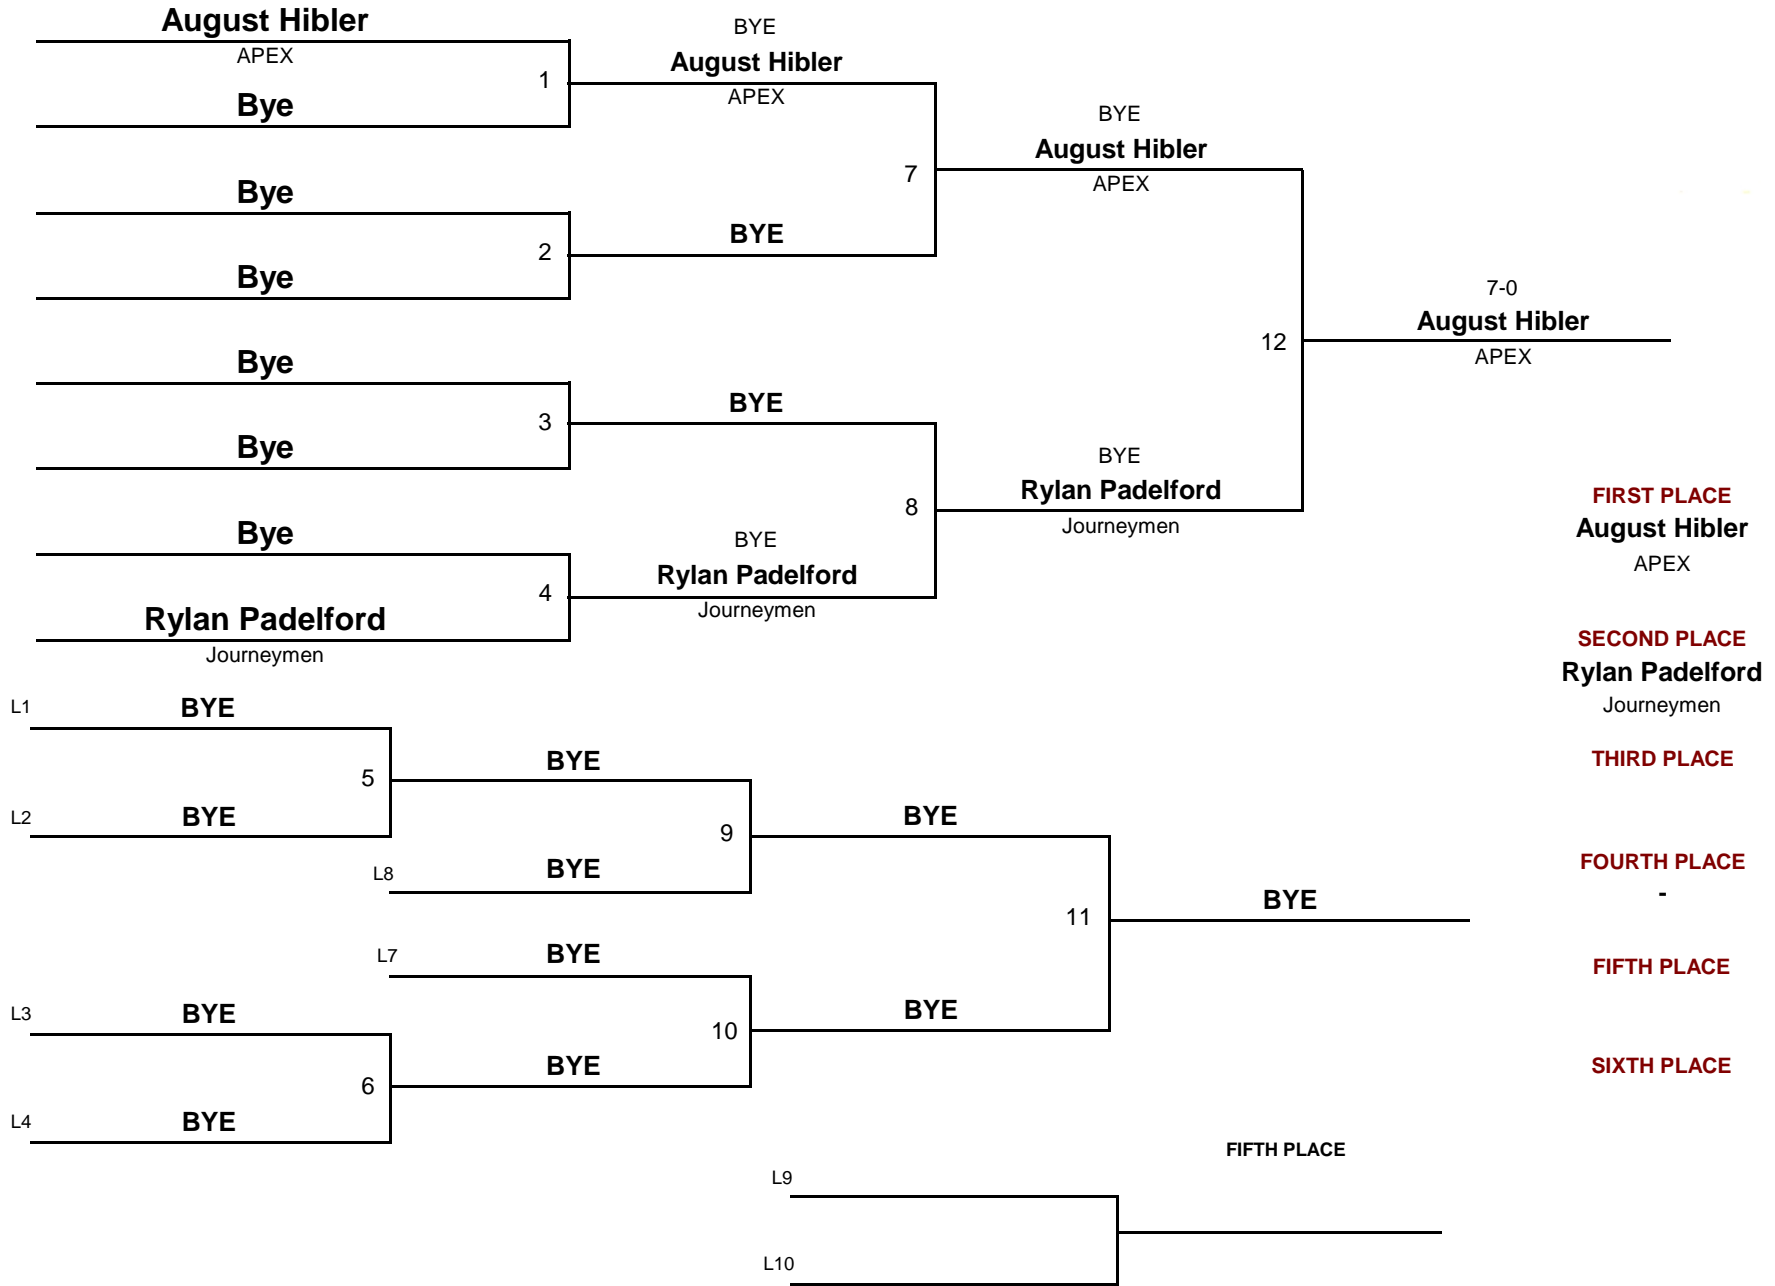 August Hibler
APEX
1
Bye
BYE
August Hibler
APEX
Bye
2
Bye
BYE
7
BYE
August Hibler
APEX
Bye
3
Bye
BYE
Bye
4
Rylan Padelford
Journeymen
BYE
Rylan Padelford
Journeymen
8
BYE
Rylan Padelford
Journeymen
12
7-0
August Hibler
APEX
FIRST PLACE
August Hibler
APEX
SECOND PLACE
Rylan Padelford
Journeymen
THIRD PLACE
FOURTH PLACE
-
FIFTH PLACE
SIXTH PLACE
L1
BYE
5
L2
BYE
BYE
9
L8
BYE
BYE
L7
BYE
10
L3
BYE
6
L4
BYE
BYE
BYE
11
BYE
FIFTH PLACE
L9
L10